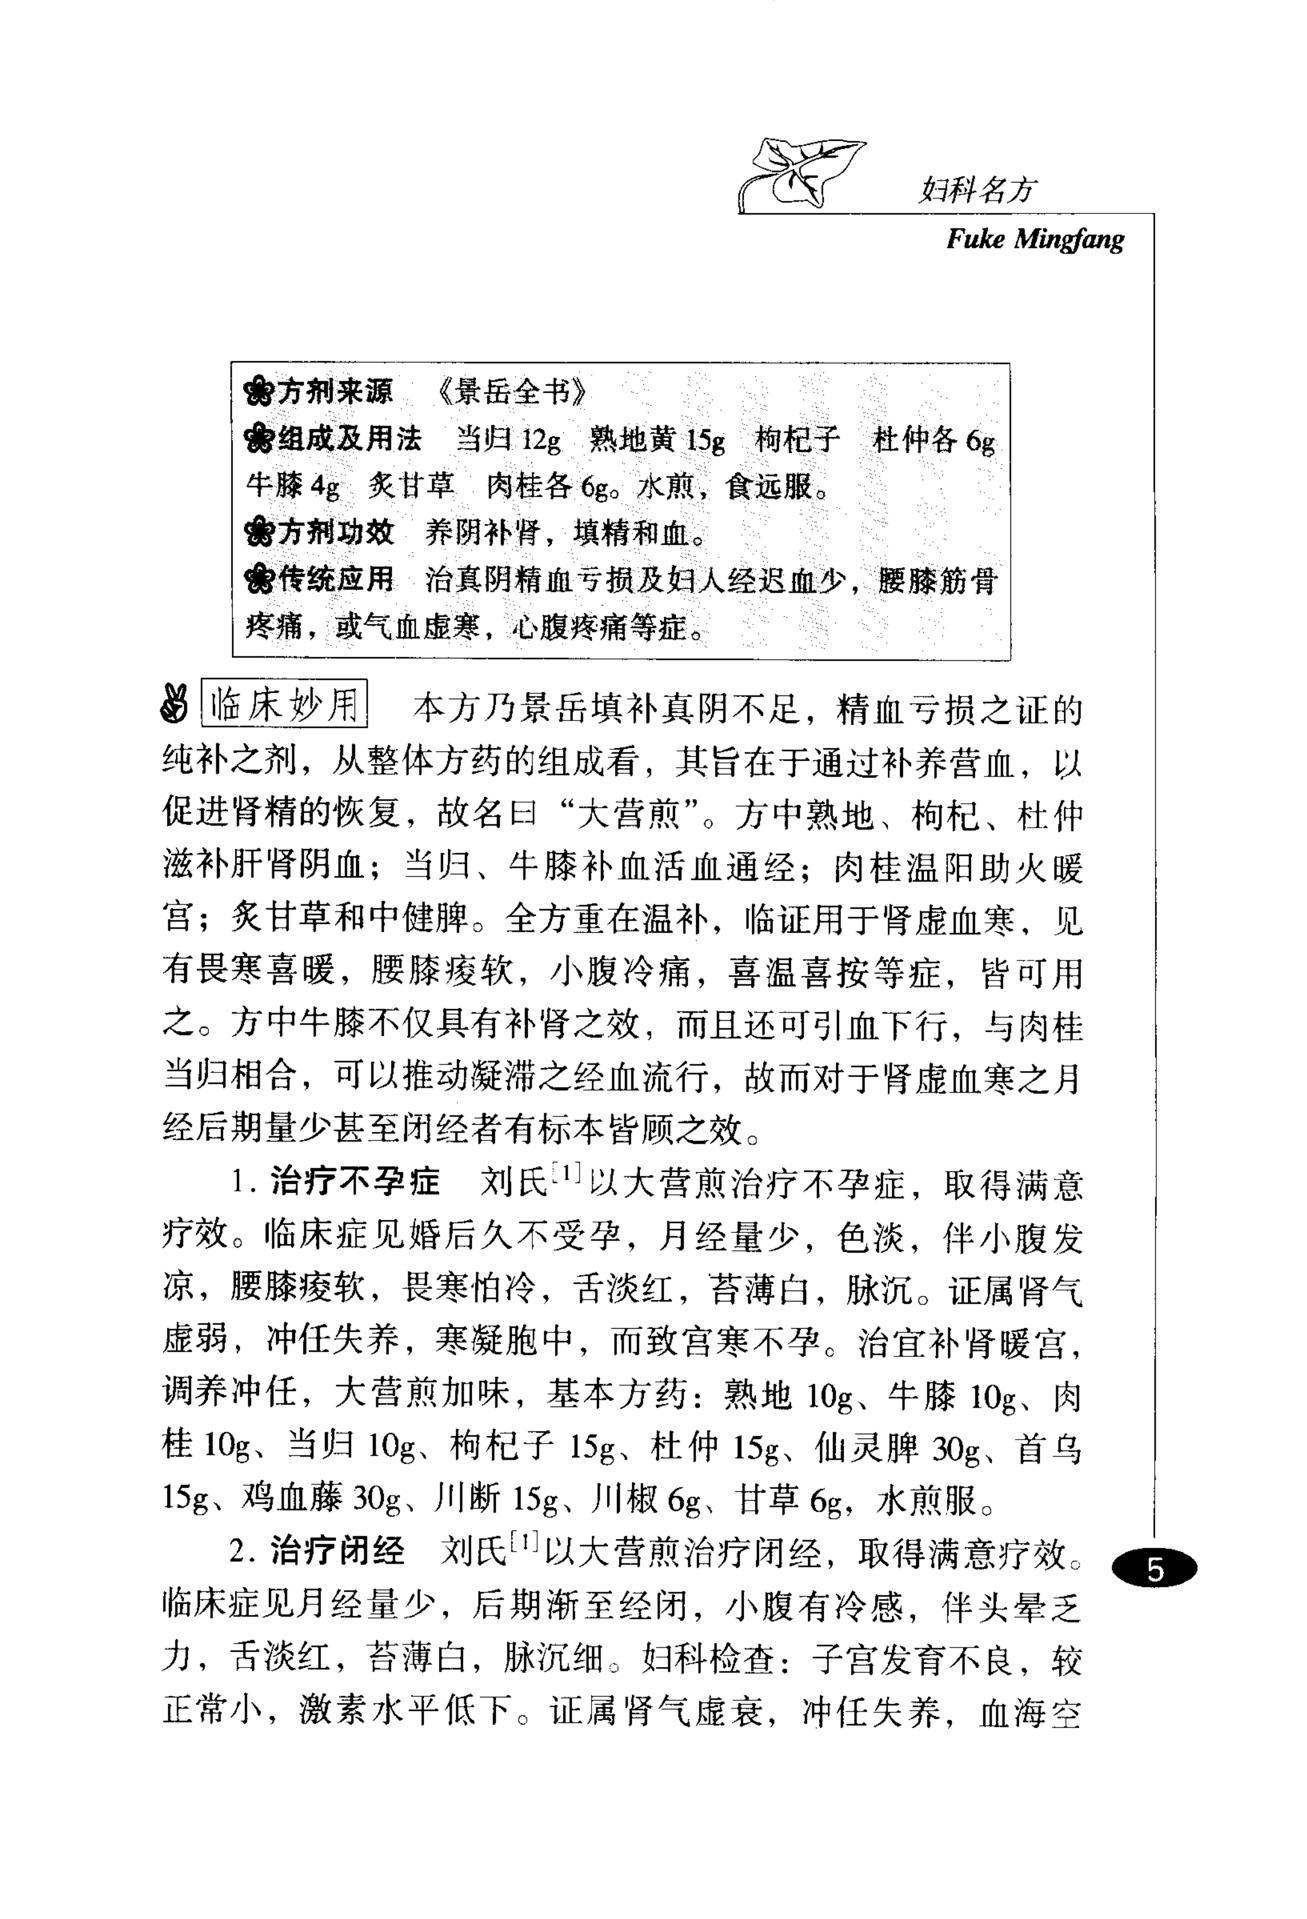 妇科名方
Fuke Mingfang
方剂来源　《景岳全书》
组成及用法　当归 12g　熟地黄 15g　枸杞子　杜仲各 6g
牛膝 4g　炙甘草　肉桂各 6g。水煎，食远服。
方剂功效　养阴补肾，填精和血。
传统应用　治真阴精血亏损及妇人经迟血少，腰膝筋骨
疼痛，或气血虚寒，心腹疼痛等症。
临床妙用　本方乃景岳填补真阴不足，精血亏损之证的
纯补之剂，从整体方药的组成看，其旨在于通过补养营血，以
促进肾精的恢复，故名曰“大营煎”。方中熟地、枸杞、杜仲
滋补肝肾阴血；当归、牛膝补血活血通经；肉桂温阳助火暖
宫；炙甘草和中健脾。全方重在温补，临证用于肾虚血寒，见
有畏寒喜暖，腰膝痠软，小腹冷痛，喜温喜按等症，皆可用
之。方中牛膝不仅具有补肾之效，而且还可引血下行，与肉桂
当归相合，可以推动凝滞之经血流行，故而对于肾虚血寒之月
经后期量少甚至闭经者有标本皆顾之效。
1. 治疗不孕症　刘氏[1]以大营煎治疗不孕症，取得满意
疗效。临床症见婚后久不受孕，月经量少，色淡，伴小腹发
凉，腰膝痠软，畏寒怕冷，舌淡红，苔薄白，脉沉。证属肾气
虚弱，冲任失养，寒凝胞中，而致宫寒不孕。治宜补肾暖宫，
调养冲任，大营煎加味，基本方药：熟地 10g、牛膝 10g、肉
桂 10g、当归 10g、枸杞子 15g、杜仲 15g、仙灵脾 30g、首乌
15g、鸡血藤 30g、川断 15g、川椒 6g、甘草 6g，水煎服。
2. 治疗闭经　刘氏[1]以大营煎治疗闭经，取得满意疗效。
临床症见月经量少，后期渐至经闭，小腹有冷感，伴头晕乏
力，舌淡红，苔薄白，脉沉细。妇科检查：子宫发育不良，较
正常小，激素水平低下。证属肾气虚衰，冲任失养，血海空
5